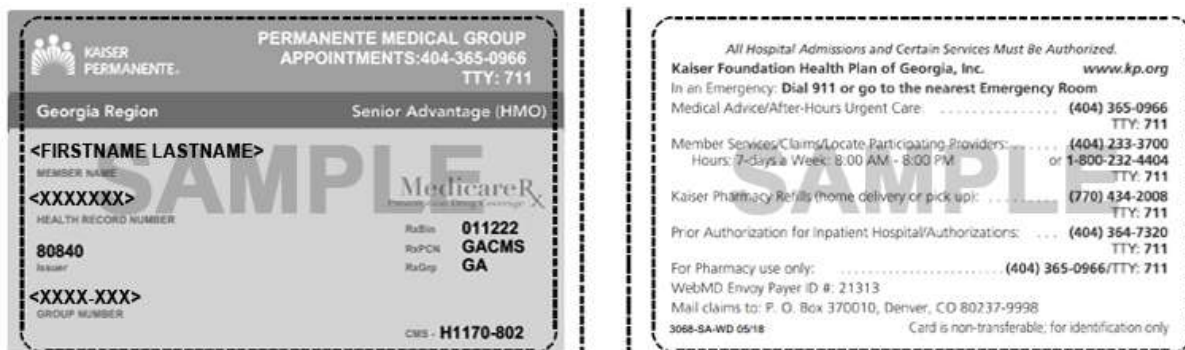 KAISER
PERMANENTE®
PERMANENTE MEDICAL GROUP
APPOINTMENTS:404-365-0966
TTY: 711
Georgia Region Senior Advantage (HMO)
<FIRSTNAME LASTNAME>
MEMBER NAME
SAMPLE
<XXXXXXX>
HEALTH RECORD NUMBER
MedicareRx
Prescription Drug Coverage
80840
Issuer
RxBin 011222
RxPCN GACMS
RxGrp GA
<XXXX-XXX>
GROUP NUMBER
CMS - H1170-802
All Hospital Admissions and Certain Services Must Be Authorized.
Kaiser Foundation Health Plan of Georgia, Inc. www.kp.org
In an Emergency: Dial 911 or go to the nearest Emergency Room
Medical Advice/After-Hours Urgent Care: (404) 365-0966
TTY: 711
Member Services/Claims/Locate Participating Providers: (404) 233-3700
Hours: 7-days a Week: 8:00 AM - 8:00 PM or 1-800-232-4404
TTY: 711
SAMPLE
Kaiser Pharmacy Refills (home delivery or pick up): (770) 434-2008
TTY: 711
Prior Authorization for Inpatient Hospital/Authorizations: (404) 364-7320
TTY: 711
For Pharmacy use only: (404) 365-0966/TTY: 711
WebMD Envoy Payer ID #: 21313
Mail claims to: P. O. Box 370010, Denver, CO 80237-9998
3068-SA-WD 05/18 Card is non-transferable; for identification only